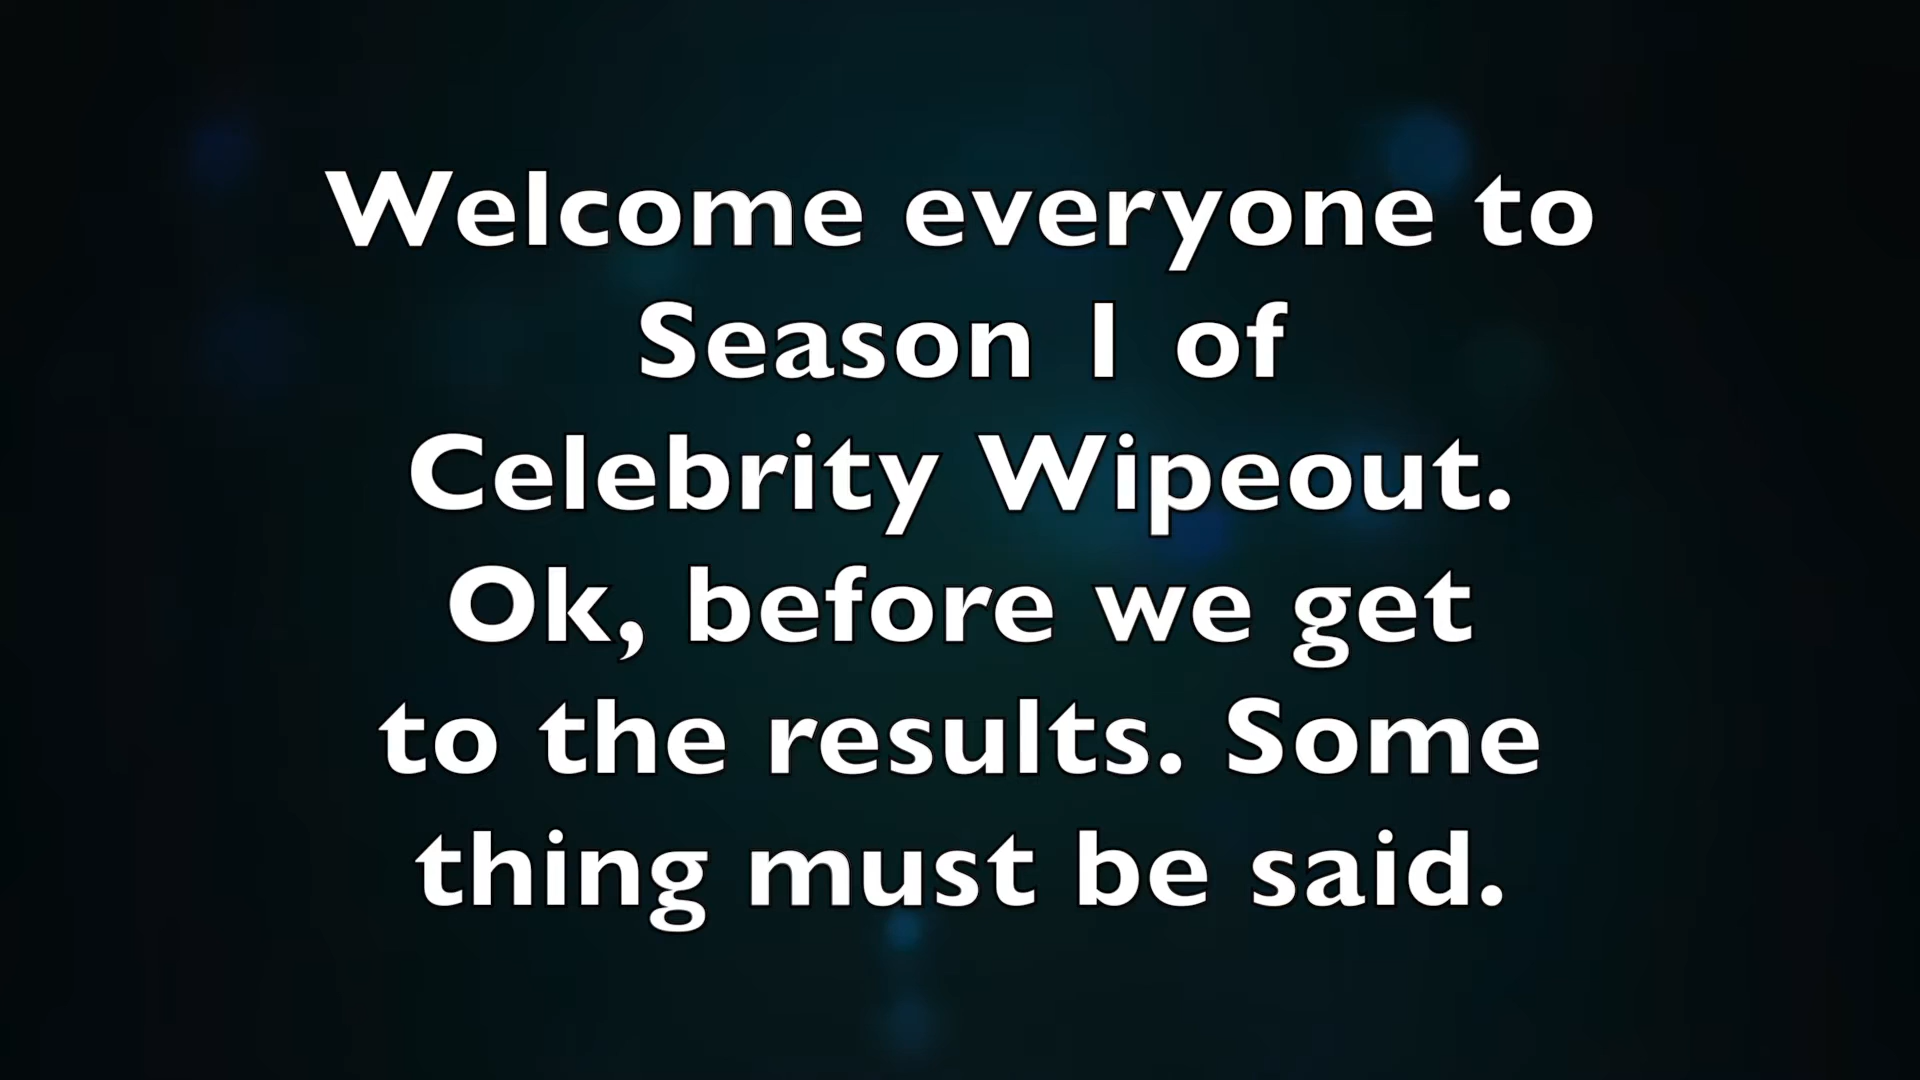 Welcome everyone to
Season 1 of
Celebrity Wipeout.
Ok, before we get
to the results. Some
thing must be said.